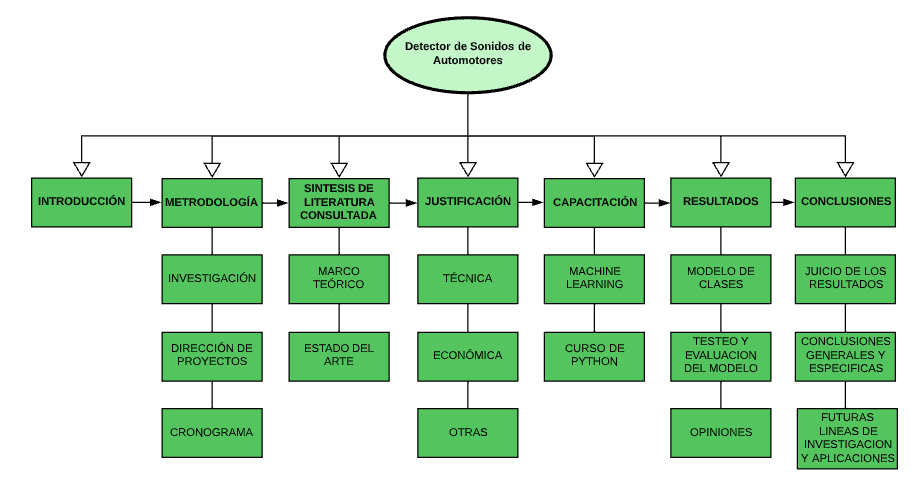 Detector de Sonidos de
Automotores
INTRODUCCIÓN
METRODOLOGÍA
SINTESIS DE
LITERATURA
CONSULTADA
JUSTIFICACIÓN
CAPACITACIÓN
RESULTADOS
CONCLUSIONES
INVESTIGACIÓN
MARCO
TEÓRICO
TÉCNICA
MACHINE
LEARNING
MODELO DE
CLASES
JUICIO DE LOS
RESULTADOS
DIRECCIÓN DE
PROYECTOS
ESTADO DEL
ARTE
ECONÓMICA
CURSO DE
PYTHON
TESTEO Y
EVALUACION
DEL MODELO
CONCLUSIONES
GENERALES Y
ESPECIFICAS
CRONOGRAMA
OTRAS
OPINIONES
FUTURAS
LINEAS DE
INVESTIGACION
Y APLICACIONES